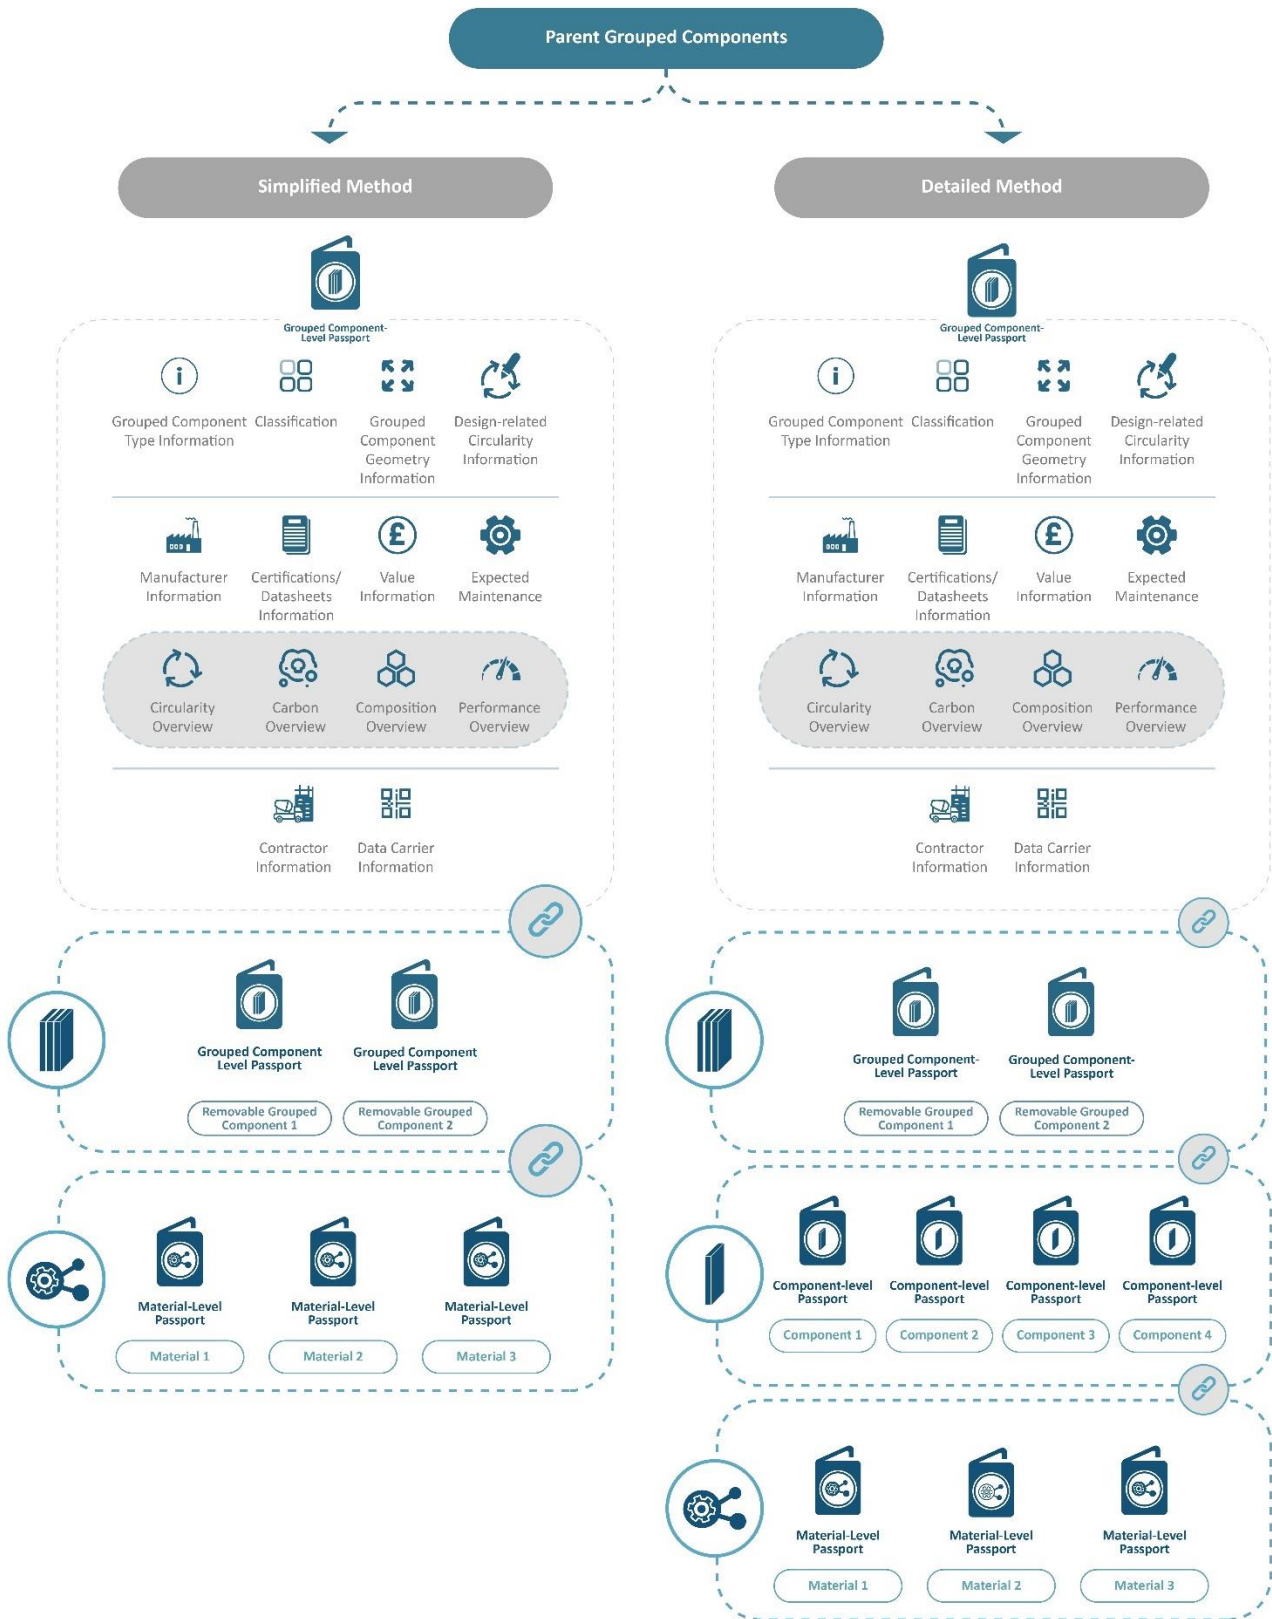 Parent Grouped Components
Simplified Method
Grouped Component-
Level Passport
Grouped Component
Type Information
Classification
Grouped
Component
Geometry
Information
Design-related
Circularity
Information
Manufacturer
Information
Certifications/
Datasheets
Information
Value
Information
Expected
Maintenance
Circularity
Overview
Carbon
Overview
Composition
Overview
Performance
Overview
Contractor
Information
Data Carrier
Information
Grouped Component
Level Passport
Removable Grouped
Component 1
Grouped Component
Level Passport
Removable Grouped
Component 2
Material-Level
Passport
Material 1
Material-Level
Passport
Material 2
Material-Level
Passport
Material 3
Detailed Method
Grouped Component-
Level Passport
Grouped Component
Type Information
Classification
Grouped
Component
Geometry
Information
Design-related
Circularity
Information
Manufacturer
Information
Certifications/
Datasheets
Information
Value
Information
Expected
Maintenance
Circularity
Overview
Carbon
Overview
Composition
Overview
Performance
Overview
Contractor
Information
Data Carrier
Information
Grouped Component-
Level Passport
Removable Grouped
Component 1
Grouped Component-
Level Passport
Removable Grouped
Component 2
Component-level
Passport
Component 1
Component-level
Passport
Component 2
Component-level
Passport
Component 3
Component-level
Passport
Component 4
Material-Level
Passport
Material 1
Material-Level
Passport
Material 2
Material-Level
Passport
Material 3